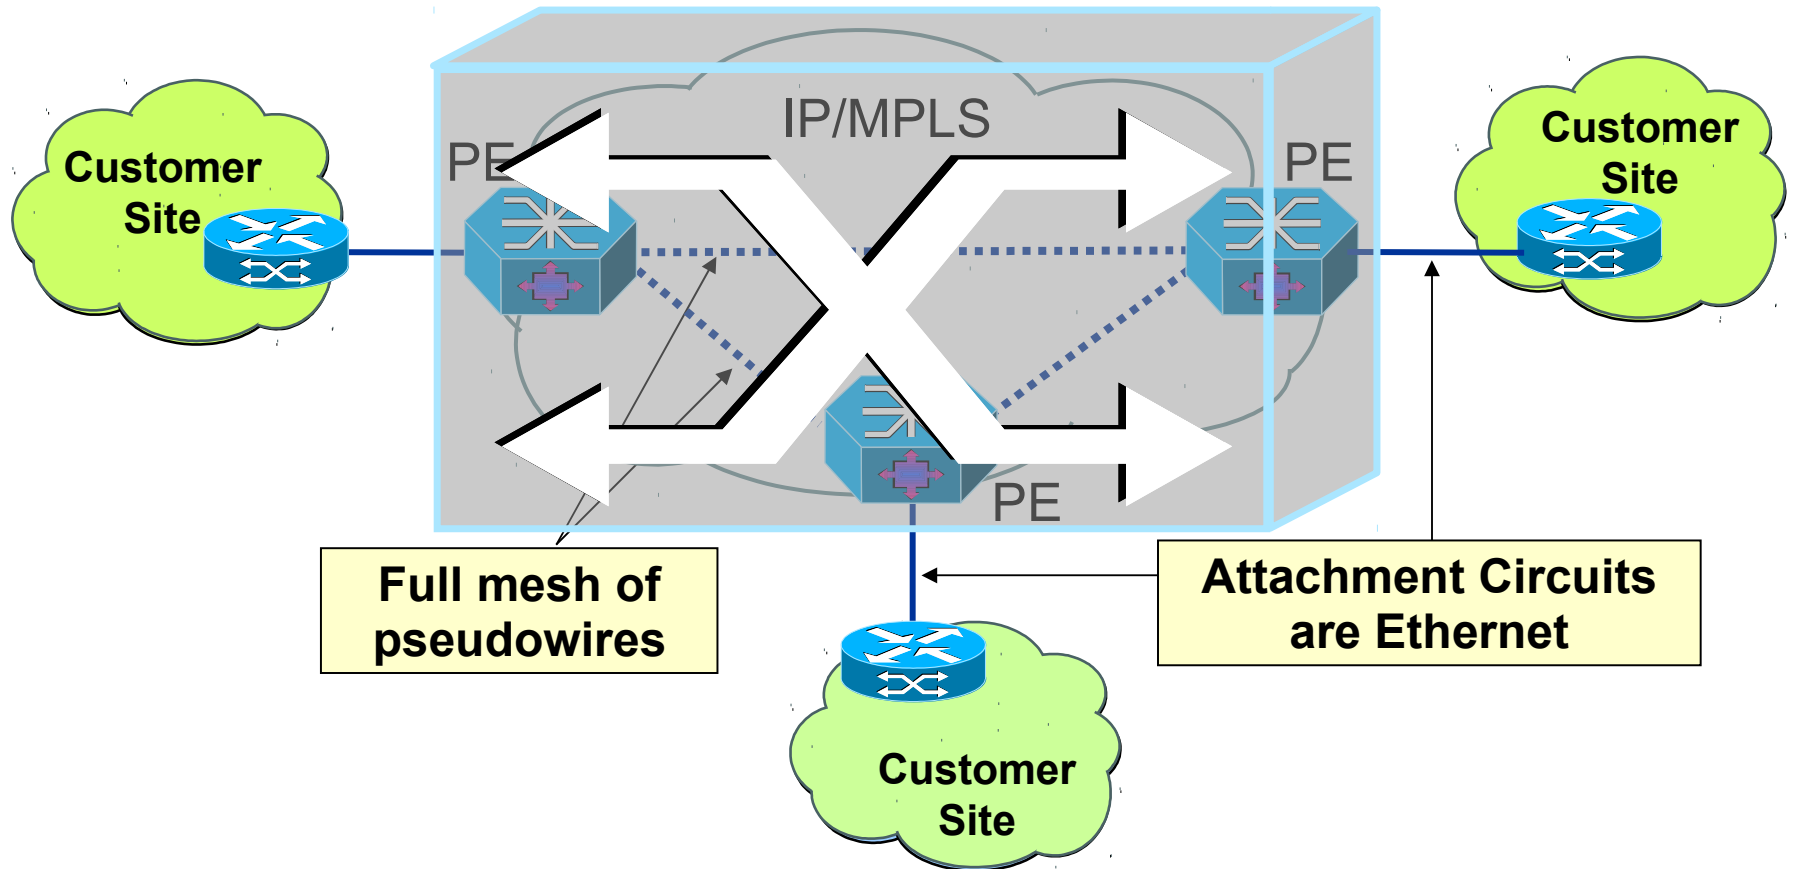 IP/MPLS
PE
PE
Customer
Site
Customer
Site
PE
Full mesh of
pseudowires
Attachment Circuits
are Ethernet
Customer
Site